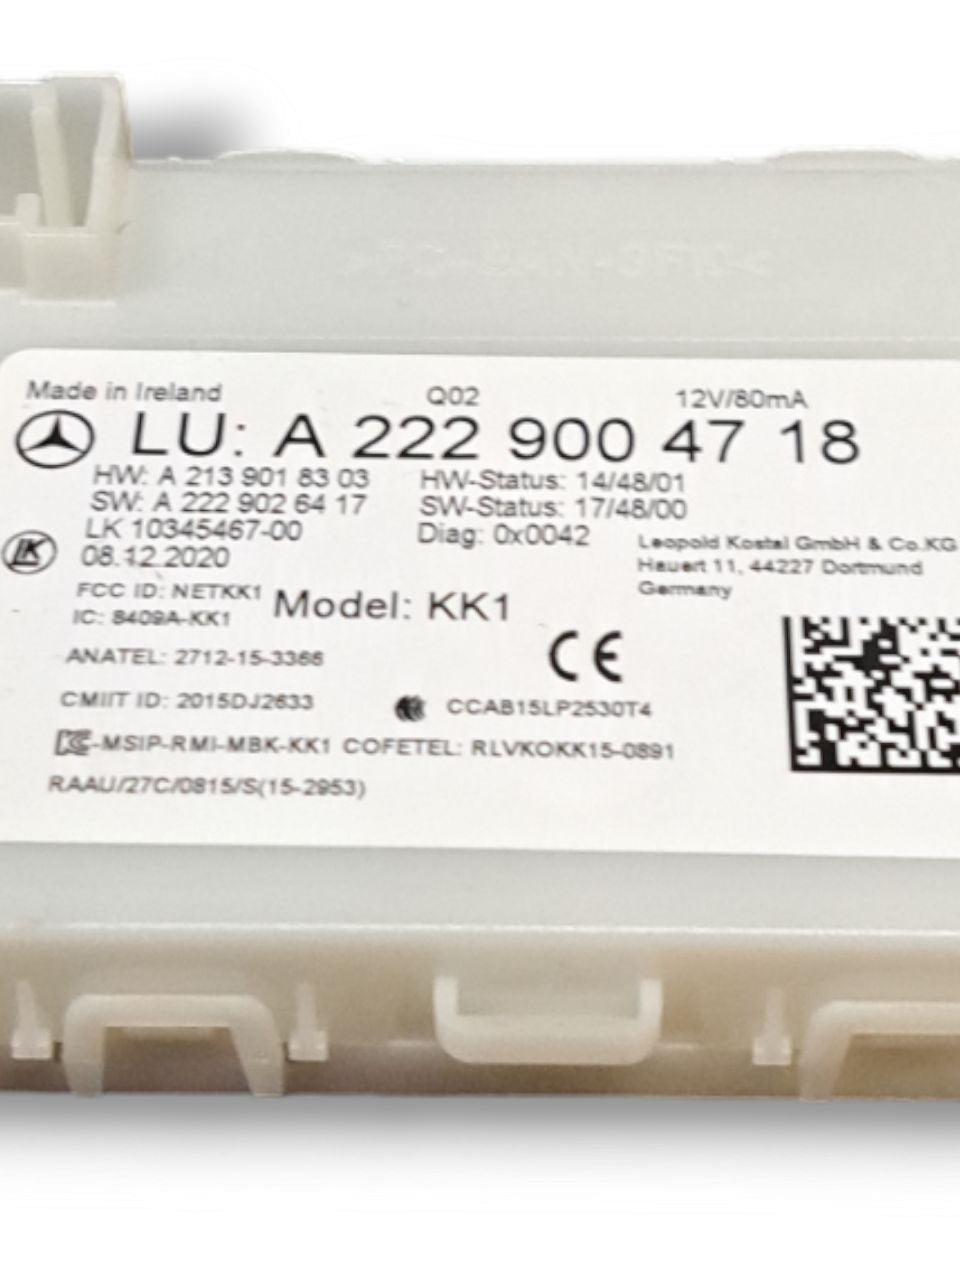 Made in Ireland Q02 12V/80mA
LU: A 222 900 47 18
HW: A 213 901 83 03 HW-Status: 14/48/01
SW: A 222 902 64 17 SW-Status: 17/48/00
LK 10345467-00 Diag: 0x0042
LK 08.12.2020
Leopold Kostal GmbH & Co.KG
Hauert 11, 44227 Dortmund
Germany
FCC ID: NETKK1
IC: 8409A-KK1
Model: KK1
ANATEL: 2712-15-3366
CE
CMIIT ID: 2015DJ2633
CCAB15LP2530T4
-MSIP-RMI-MBK-KK1 COFETEL: RLVKOKK15-0891
RAAU/27C/0815/S(15-2953)